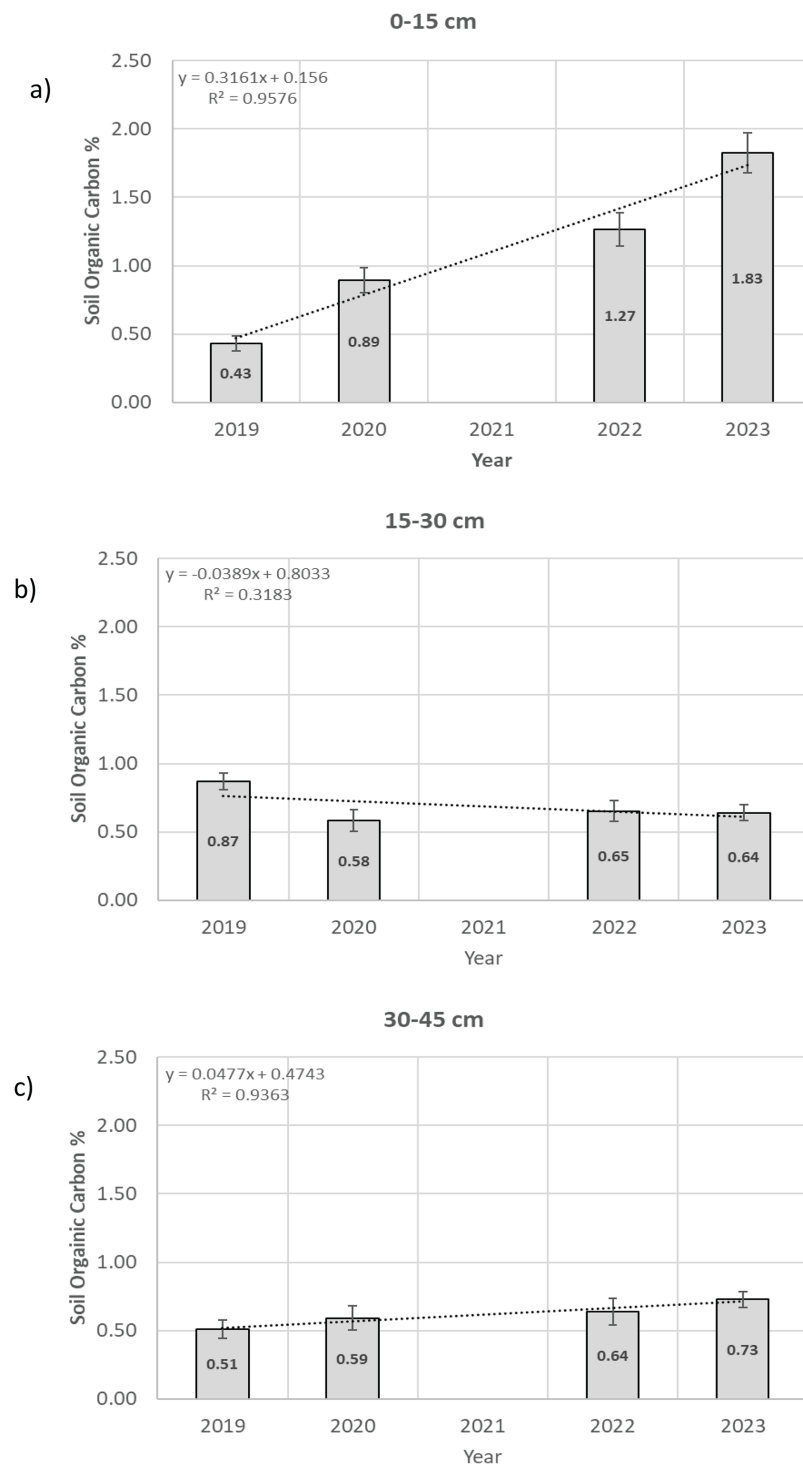 0-15 cm
a)
y = 0.3161x + 0.156
R² = 0.9576
Soil Organic Carbon %
2.50
2.00
1.50
1.00
0.50
0.00
0.43
0.89
1.27
1.83
2019 2020 2021 2022 2023
Year
15-30 cm
b)
y = -0.0389x + 0.8033
R² = 0.3183
Soil Organic Carbon %
2.50
2.00
1.50
1.00
0.50
0.00
0.87
0.58
0.65
0.64
2019 2020 2021 2022 2023
Year
30-45 cm
c)
y = 0.0477x + 0.4743
R² = 0.9363
Soil Orgainic Carbon %
2.50
2.00
1.50
1.00
0.50
0.00
0.51
0.59
0.64
0.73
2019 2020 2021 2022 2023
Year